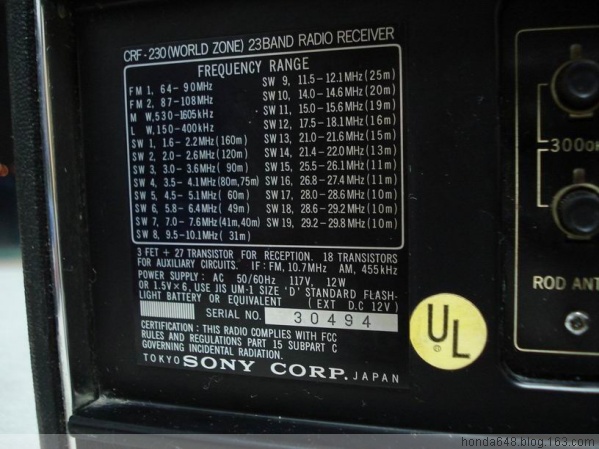 CRF-230 (WORLD ZONE) 23BAND RADIO RECEIVER
FREQUENCY RANGE
FM 1, 64-90MHz
FM 2, 87-108MHz
M W, 530-1605kHz
L W, 150-400kHz
SW 1, 1.6-2.2MHz(160m)
SW 2, 2.0-2.6MHz(120m)
SW 3, 3.0-3.6MHz(90m)
SW 4, 3.5-4.1MHz(80m,75m)
SW 5, 4.5-5.1MHz(60m)
SW 6, 5.8-6.4MHz(49m)
SW 7, 7.0-7.6MHz(41m,40m)
SW 8, 9.5-10.1MHz(31m)
SW 9, 11.5-12.1MHz(25m)
SW 10, 14.0-14.6MHz(20m)
SW 11, 15.0-15.6MHz(19m)
SW 12, 17.5-18.1MHz(16m)
SW 13, 21.0-21.6MHz(15m)
SW 14, 21.4-22.0MHz(13m)
SW 15, 25.5-26.1MHz(11m)
SW 16, 26.8-27.4MHz(11m)
SW 17, 28.0-28.6MHz(10m)
SW 18, 28.6-29.2MHz(10m)
SW 19, 29.2-29.8MHz(10m)
3 FET + 27 TRANSISTOR FOR RECEPTION. 18 TRANSISTORS
FOR AUXILIARY CIRCUITS. IF: FM, 10.7MHz AM, 455kHz
POWER SUPPLY: AC 50/60Hz 117V, 12W
OR 1.5V×6, USE JIS UM-1 SIZE 'D' STANDARD FLASH-
LIGHT BATTERY OR EQUIVALENT (EXT D.C 12V)
SERIAL NO. 30494
CERTIFICATION: THIS RADIO COMPLIES WITH FCC
RULES AND REGULATIONS PART 15 SUBPART C
GOVERNING INCIDENTAL RADIATION.
TOKYO SONY CORP. JAPAN
UL
300Ω
ROD ANT
honda648.blog.163.com